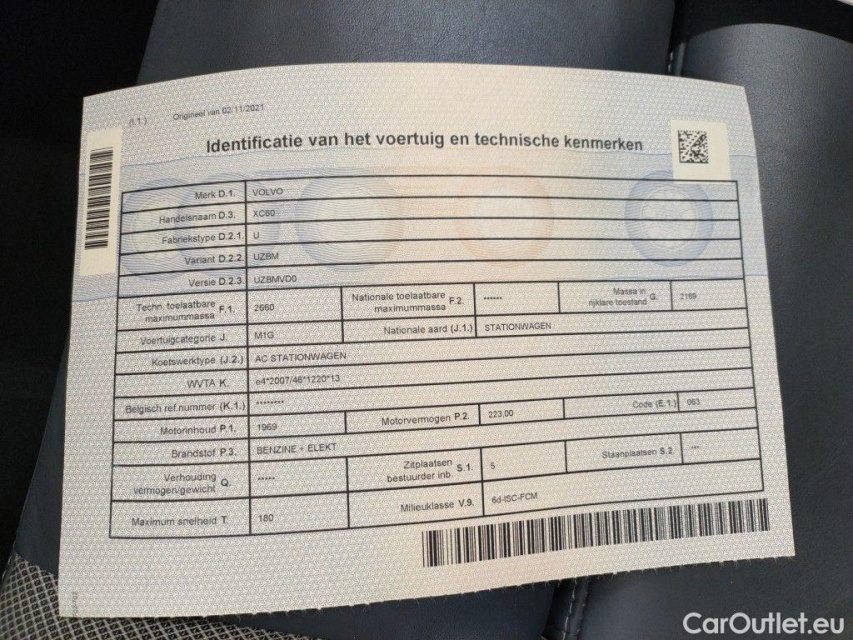 (I.1) Origineel van 02/11/2021
Identificatie van het voertuig en technische kenmerken
Merk D.1. VOLVO
Handelsnaam D.3. XC60
Fabriekstype D.2.1. U
Variant D.2.2. UZBM
Versie D.2.3. UZBMVD0
Techn. toelaatbare maximummassa F.1. 2660 Nationale toelaatbare maximummassa F.2. ------ Massa in rijklare toestand G. 2169
Voertuigcategorie J. M1G Nationale aard (J.1.) STATIONWAGEN
Koetswerktype (J.2.) AC STATIONWAGEN
WVTA K. e4*2007/46*1220*13
Belgisch ref.nummer (K.1.) ********
Motorinhoud P.1. 1969 Motorvermogen P.2. 223,00 Code (E.1.) 063
Brandstof P.3. BENZINE + ELEKT
Verhouding vermogen/gewicht Q. ----- Zitplaatsen bestuurder inb. S.1. 5 Staanplaatsen S.2 ---
Maximum snelheid T. 180 Milieuklasse V.9. 6d-ISC-FCM
CarOutlet.eu